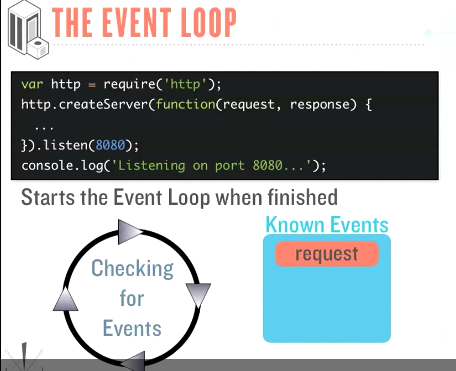 THE EVENT LOOP
var http = require('http');
http.createServer(function(request, response) {
...
}).listen(8080);
console.log('Listening on port 8080...');
Starts the Event Loop when finished
Known Events
request
Checking
for
Events